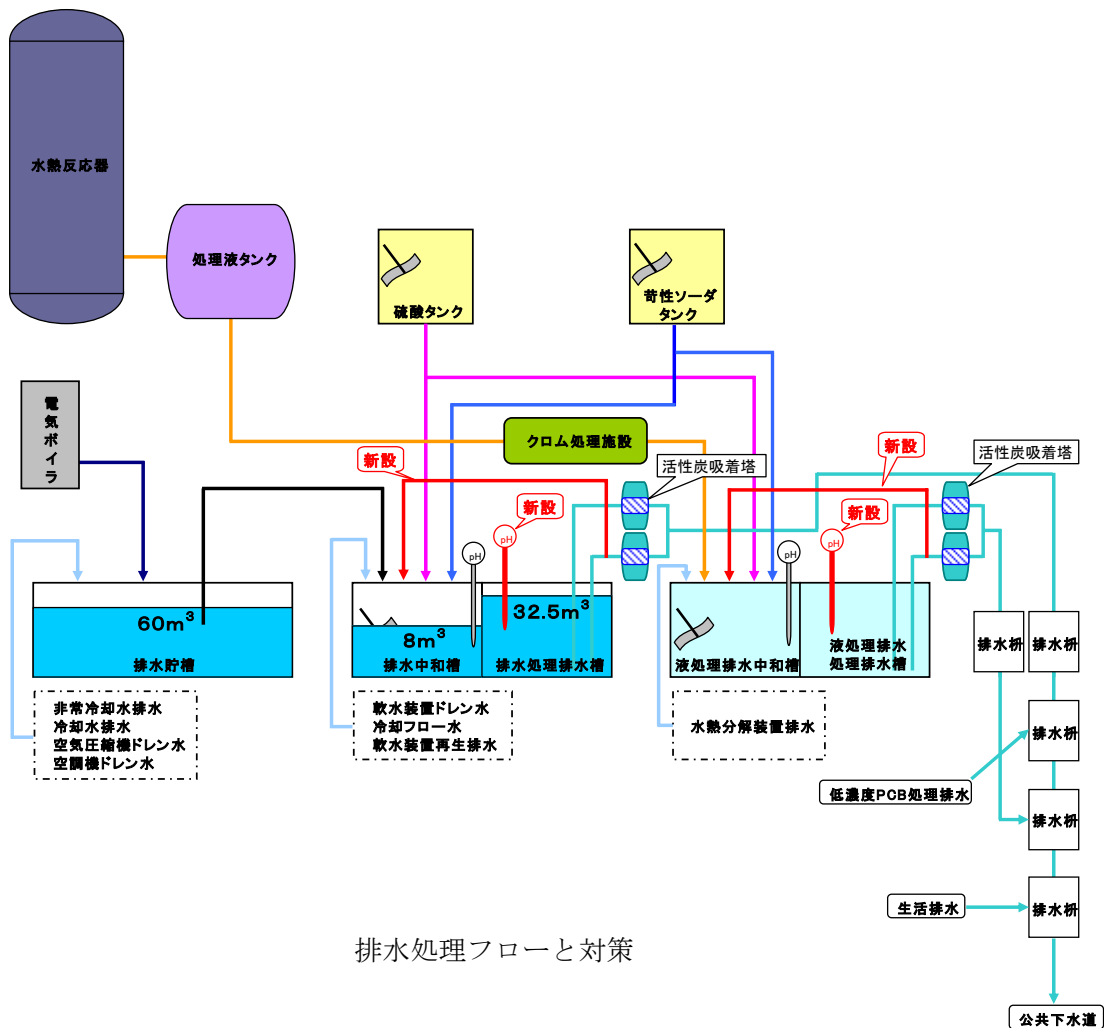 水熱反応器
処理液タンク
硫酸タンク
苛性ソーダ
タンク
電気ボイラ
クロム処理施設
新設
活性炭吸着塔
新設
活性炭吸着塔
新設
新設
pH
pH
pH
pH
60m³
8m³
32.5m³
排水貯槽
排水中和槽
排水処理排水槽
液処理排水中和槽
液処理排水
処理排水槽
排水枡
排水枡
非常冷却水排水
冷却水排水
空気圧縮機ドレン水
空調機ドレン水
軟水装置ドレン水
冷却フロー水
軟水装置再生排水
水熱分解装置排水
排水枡
低濃度PCB処理排水
排水枡
生活排水
排水枡
排水処理フローと対策
公共下水道